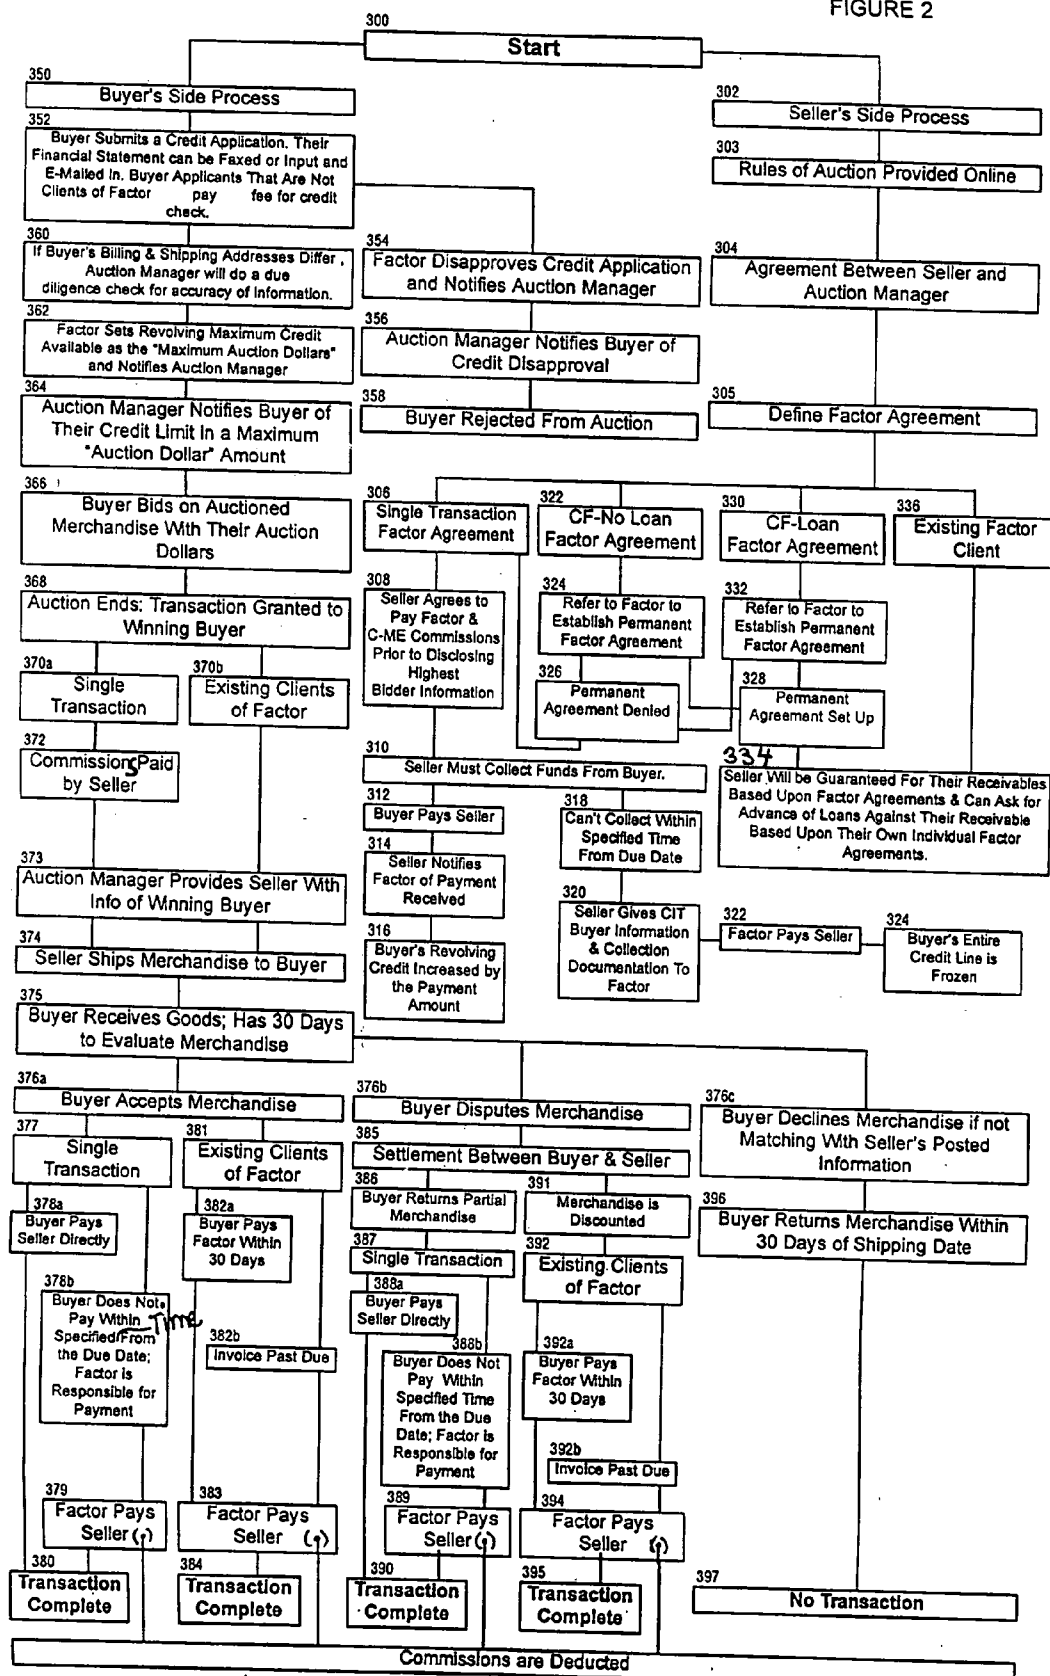 FIGURE 2
300
Start
350
Buyer's Side Process
352
Buyer Submits a Credit Application. Their
Financial Statement can be Faxed or Input and
E-Mailed In. Buyer Applicants That Are Not
Clients of Factor pay fee for credit
check.
360
If Buyer's Billing & Shipping Addresses Differ,
Auction Manager will do a due
diligence check for accuracy of information.
362
Factor Sets Revolving Maximum Credit
Available as the "Maximum Auction Dollars"
and Notifies Auction Manager
364
Auction Manager Notifies Buyer of
Their Credit Limit In a Maximum
"Auction Dollar" Amount
366
Buyer Bids on Auctioned
Merchandise With Their Auction
Dollars
368
Auction Ends: Transaction Granted to
Winning Buyer
370a
Single
Transaction
370b
Existing Clients
of Factor
372
Commissions Paid
by Seller
373
Auction Manager Provides Seller With
Info of Winning Buyer
374
Seller Ships Merchandise to Buyer
375
Buyer Receives Goods; Has 30 Days
to Evaluate Merchandise
354
Factor Disapproves Credit Application
and Notifies Auction Manager
356
Auction Manager Notifies Buyer of
Credit Disapproval
358
Buyer Rejected From Auction
302
Seller's Side Process
303
Rules of Auction Provided Online
304
Agreement Between Seller and
Auction Manager
305
Define Factor Agreement
306
Single Transaction
Factor Agreement
308
Seller Agrees to
Pay Factor &
C-ME Commissions
Prior to Disclosing
Highest
Bidder Information
322
CF-No Loan
Factor Agreement
324
Refer to Factor to
Establish Permanent
Factor Agreement
326
Permanent
Agreement Denied
330
CF-Loan
Factor Agreement
332
Refer to Factor to
Establish Permanent
Factor Agreement
328
Permanent
Agreement Set Up
336
Existing Factor
Client
334
Seller Will be Guaranteed For Their Receivables
Based Upon Factor Agreements & Can Ask for
Advance of Loans Against Their Receivable
Based Upon Their Own Individual Factor
Agreements.
310
Seller Must Collect Funds From Buyer.
312
Buyer Pays Seller
314
Seller Notifies
Factor of Payment
Received
316
Buyer's Revolving
Credit Increased by
the Payment
Amount
318
Can't Collect Within
Specified Time
From Due Date
320
Seller Gives CIT
Buyer Information
& Collection
Documentation To
Factor
322
Factor Pays Seller
324
Buyer's Entire
Credit Line is
Frozen
376a
Buyer Accepts Merchandise
377
Single
Transaction
378a
Buyer Pays
Seller Directly
378b
Buyer Does Not
Pay Within
Time
Specified From
the Due Date;
Factor is
Responsible for
Payment
379
Factor Pays
Seller
380
Transaction
Complete
381
Existing Clients
of Factor
382a
Buyer Pays
Factor Within
30 Days
382b
Invoice Past Due
383
Factor Pays
Seller
384
Transaction
Complete
376b
Buyer Disputes Merchandise
385
Settlement Between Buyer & Seller
386
Buyer Returns Partial
Merchandise
387
Single Transaction
388a
Buyer Pays
Seller Directly
388b
Buyer Does Not
Pay Within
Specified Time
From the Due
Date; Factor is
Responsible for
Payment
389
Factor Pays
Seller
390
Transaction
Complete
391
Merchandise is
Discounted
392
Existing Clients
of Factor
392a
Buyer Pays
Factor Within
30 Days
392b
Invoice Past Due
394
Factor Pays
Seller
395
Transaction
Complete
376c
Buyer Declines Merchandise if not
Matching With Seller's Posted
Information
396
Buyer Returns Merchandise Within
30 Days of Shipping Date
397
No Transaction
Commissions are Deducted